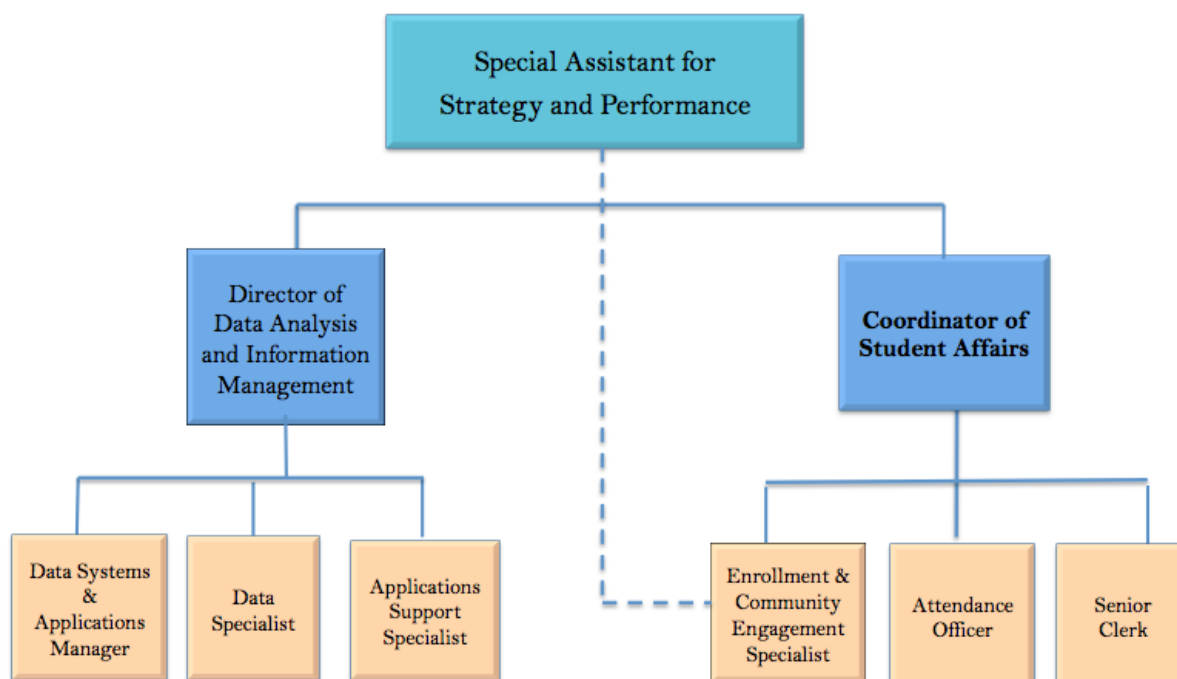 Special Assistant for
Strategy and Performance
Director of
Data Analysis
and Information
Management
Coordinator of
Student Affairs
Data Systems
&
Applications
Manager
Data
Specialist
Applications
Support
Specialist
Enrollment &
Community
Engagement
Specialist
Attendance
Officer
Senior
Clerk